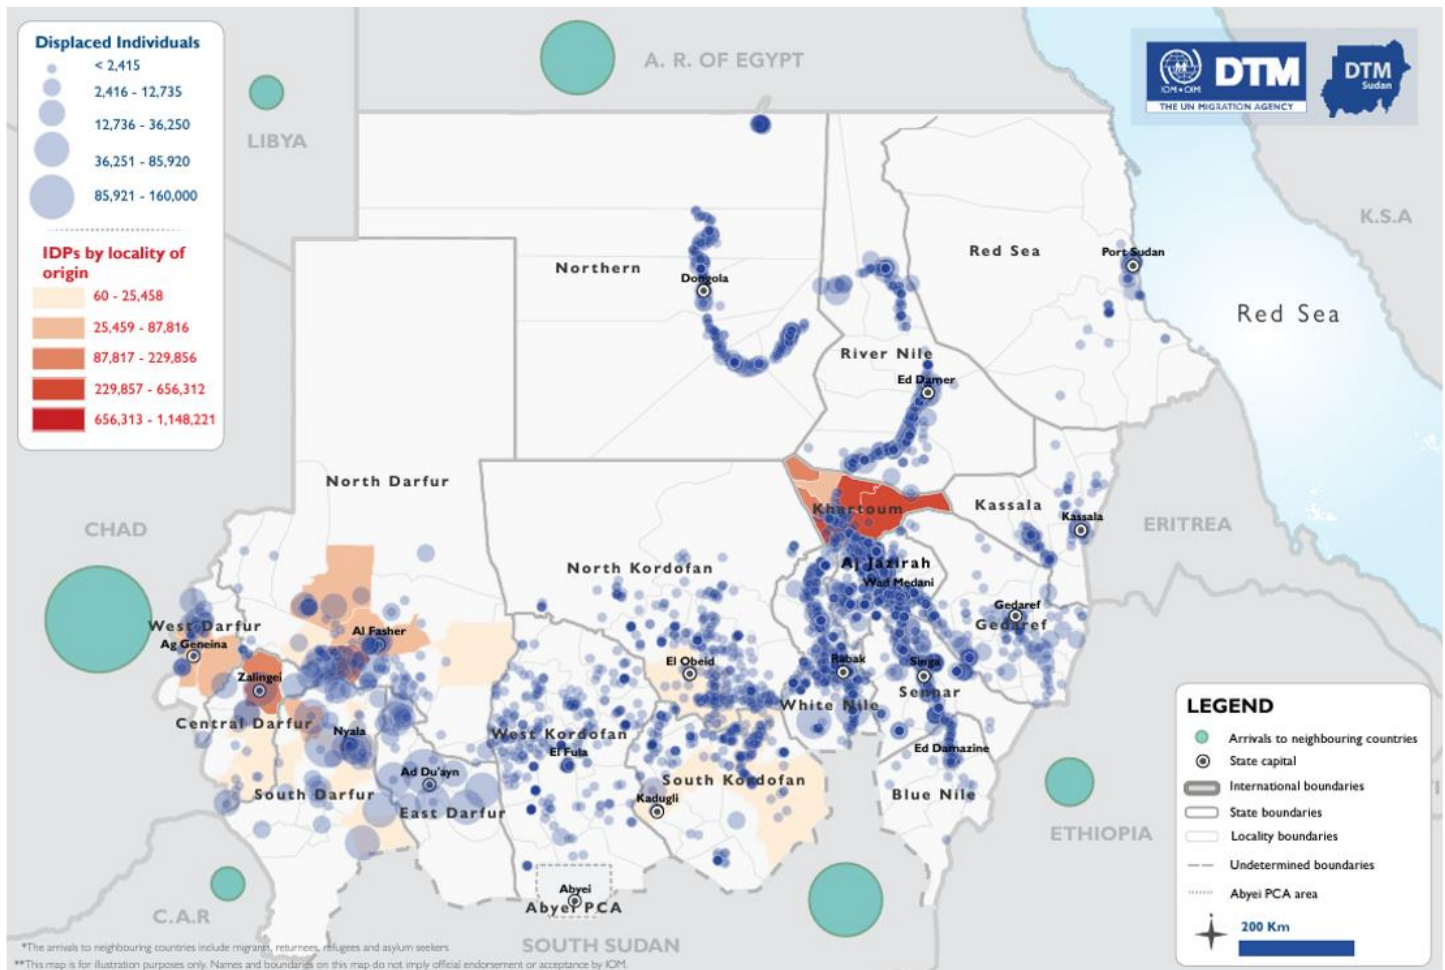 Displaced Individuals
< 2,415
2,416 - 12,735
12,736 - 36,250
36,251 - 85,920
85,921 - 160,000
IDPs by locality of
origin
60 - 25,458
25,459 - 87,816
87,817 - 229,856
229,857 - 656,312
656,313 - 1,148,221
A. R. OF EGYPT
LIBYA
IOM • OIM
DTM
THE UN MIGRATION AGENCY
DTM
Sudan
K.S.A
Red Sea
Port Sudan
Red Sea
Northern
Dongola
River Nile
Ed Damer
North Darfur
CHAD
Khartoum
Kassala
Kassala
ERITREA
North Kordofan
Aj Jazirah
Wad Medani
Gedaref
Gedaref
West Darfur
Ag Geneina
Al Fasher
Zalingei
El Obeid
Rabak
Singa
Sennar
White Nile
Central Darfur
Nyala
West Kordofan
El Fula
Ed Damazine
Ad Du'ayn
South Darfur
East Darfur
South Kordofan
Kadugli
Blue Nile
ETHIOPIA
Abyei
Abyei PCA
C.A.R
SOUTH SUDAN
LEGEND
Arrivals to neighbouring countries
State capital
International boundaries
State boundaries
Locality boundaries
Undetermined boundaries
Abyei PCA area
200 Km
*The arrivals to neighbouring countries include migrants, returnees, refugees and asylum seekers
**This map is for illustration purposes only. Names and boundaries on this map do not imply official endorsement or acceptance by IOM.